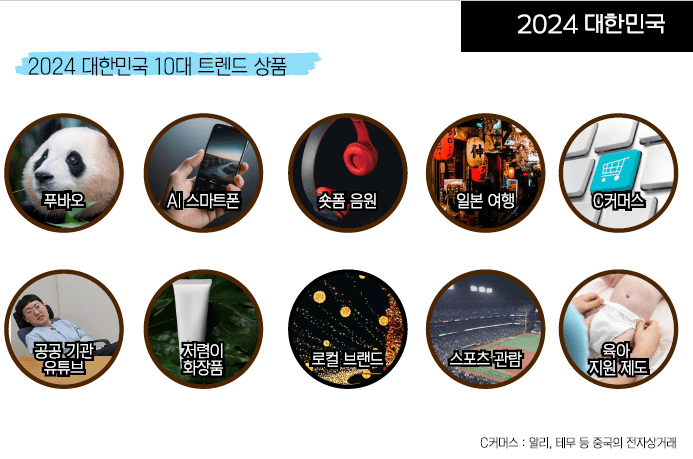 2024 대한민국
2024 대한민국 10대 트렌드 상품
푸바오
AI 스마트폰
숏폼 음원
일본 여행
C커머스
공공 기관
유튜브
저렴이
화장품
로컬 브랜드
스포츠 관람
육아
지원 제도
C커머스 : 알리, 테무 등 중국의 전자상거래